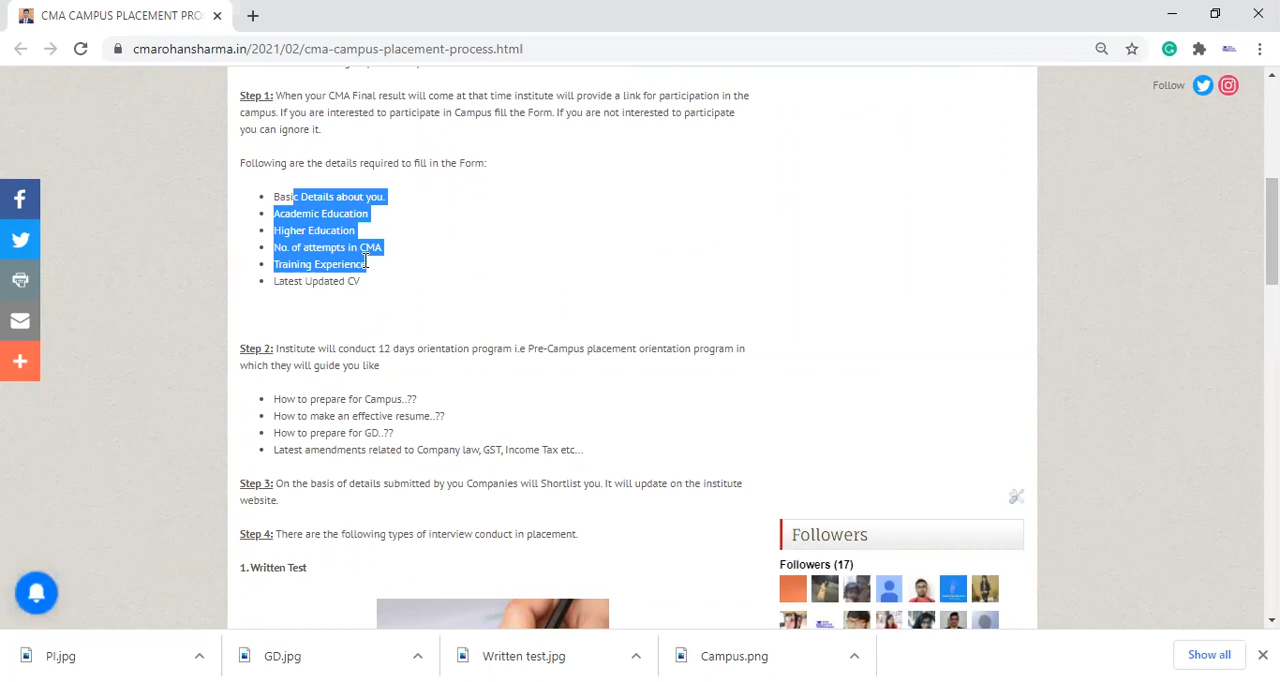 CMA CAMPUS PLACEMENT PRO
cmarohansharma.in/2021/02/cma-campus-placement-process.html
Follow
Step 1: When your CMA Final result will come at that time institute will provide a link for participation in the
campus. If you are interested to participate in Campus fill the Form. If you are not interested to participate
you can ignore it.
Following are the details required to fill in the Form:
• Basic Details about you.
• Academic Education
• Higher Education
• No. of attempts in CMA
• Training Experience
• Latest Updated CV
Step 2: Institute will conduct 12 days orientation program i.e Pre-Campus placement orientation program in
which they will guide you like
• How to prepare for Campus..??
• How to make an effective resume..??
• How to prepare for GD..??
• Latest amendments related to Company law, GST, Income Tax etc...
Step 3: On the basis of details submitted by you Companies will Shortlist you. It will update on the institute
website.
Step 4: There are the following types of interview conduct in placement.
1. Written Test
Followers
Followers (17)
PI.jpg
GD.jpg
Written test.jpg
Campus.png
Show all